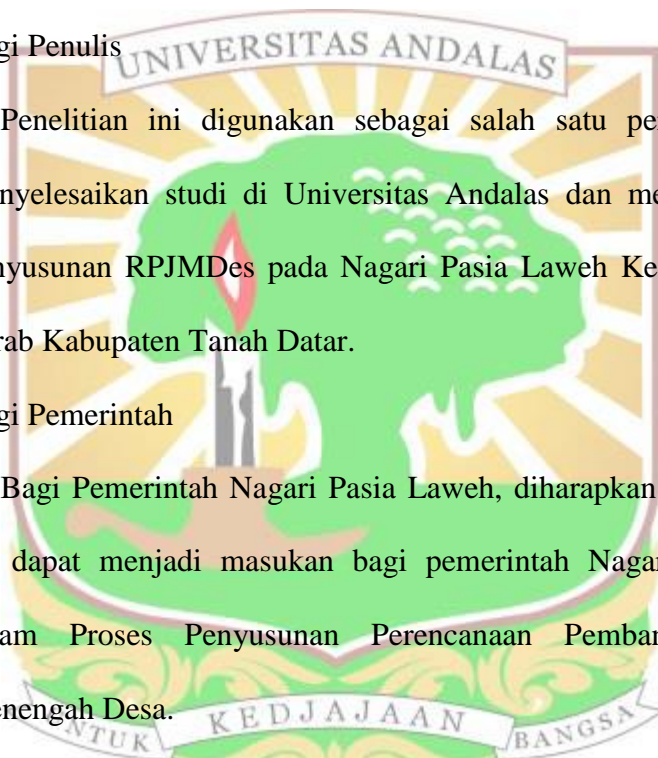 gi Penulis
UNIVERSITAS ANDALAS
Penelitian ini digunakan sebagai salah satu pe
nyelesaikan studi di Universitas Andalas dan me
nyusunan RPJMDes pada Nagari Pasia Laweh Ke
rab Kabupaten Tanah Datar.
gi Pemerintah
Bagi Pemerintah Nagari Pasia Laweh, diharapkan
dapat menjadi masukan bagi pemerintah Nagar
am Proses Penyusunan Perencanaan Pemban
enengah Desa.
NTUK KEDJAJAAN BANGSA